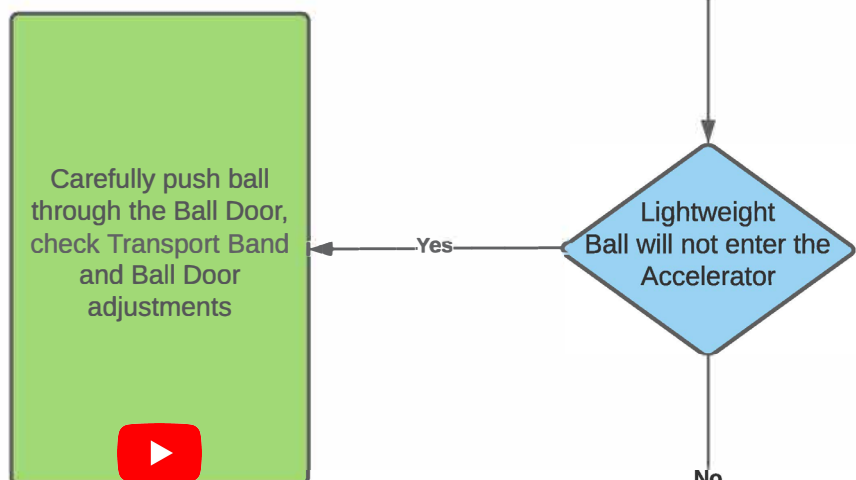 Carefully push ball
through the Ball Door,
check Transport Band
and Ball Door
adjustments
Yes
Lightweight
Ball will not enter the
Accelerator
No